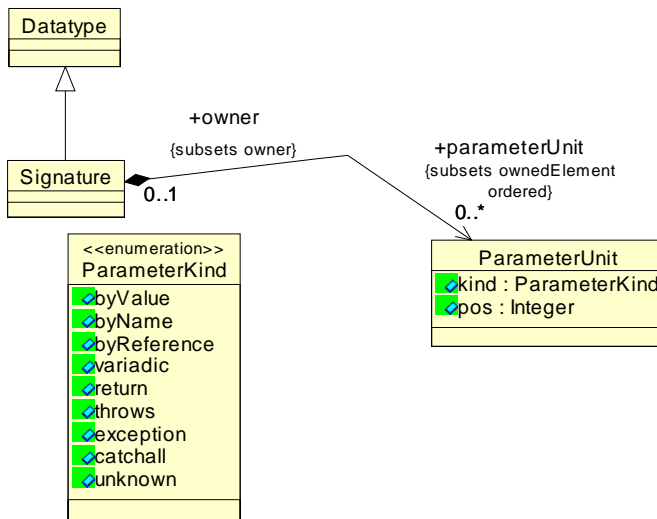 Datatype
+owner
{subsets owner}
+parameterUnit
{subsets ownedElement
ordered}
Signature
0..1
0..*
<<enumeration>>
ParameterKind
byValue
byName
byReference
variadic
return
throws
exception
catchall
unknown
ParameterUnit
kind : ParameterKind
pos : Integer